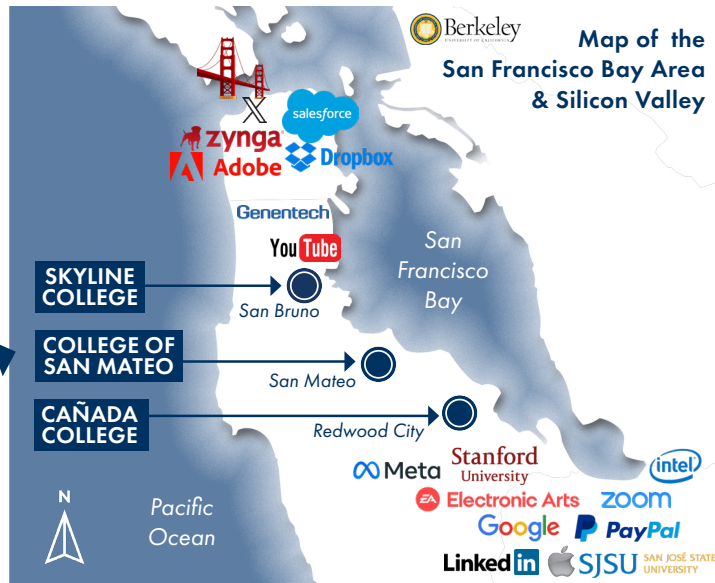 Berkeley
UNIVERSITY OF CALIFORNIA
Map of the
San Francisco Bay Area
& Silicon Valley
X
salesforce
zynga
Dropbox
Adobe
Genentech
YouTube
San
Francisco
Bay
SKYLINE
COLLEGE
San Bruno
COLLEGE OF
SAN MATEO
San Mateo
CAÑADA
COLLEGE
Redwood City
Meta
Stanford
University
intel
EA Electronic Arts
zoom
Google
PayPal
LinkedIn
SJSU
SAN JOSÉ STATE
UNIVERSITY
N
Pacific
Ocean